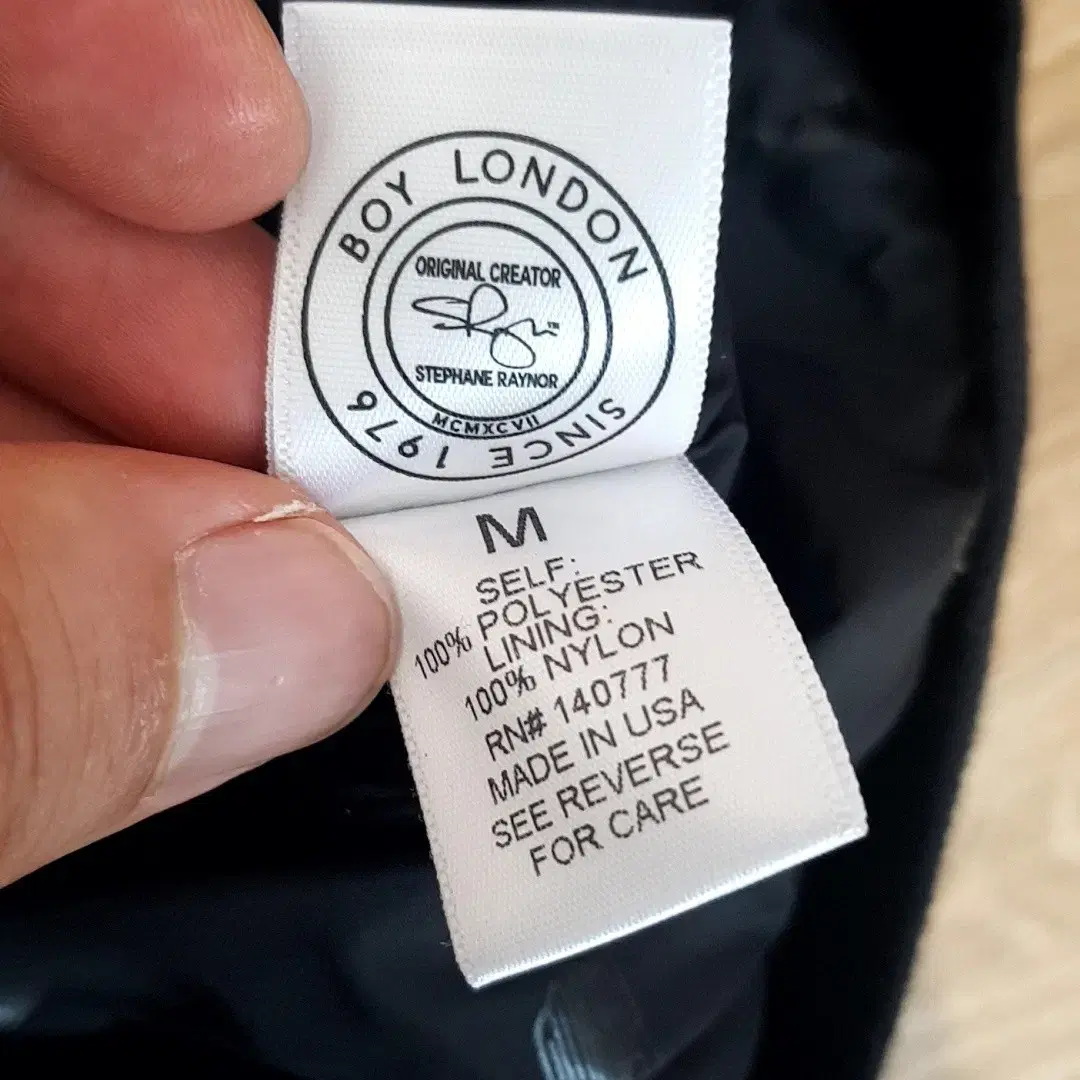 BOY LONDON
ORIGINAL CREATOR
STEPHANE RAYNOR
MCMXCVII
SINCE 1976
M
SELF:
100% POLYESTER
LINING:
100% NYLON
RN# 140777
MADE IN USA
SEE REVERSE
FOR CARE